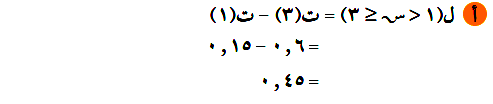 أ ل(١ < س ≤ ٣) = ت(٣) − ت(١)
= ٠,٦ − ٠,١٥
= ٠,٤٥